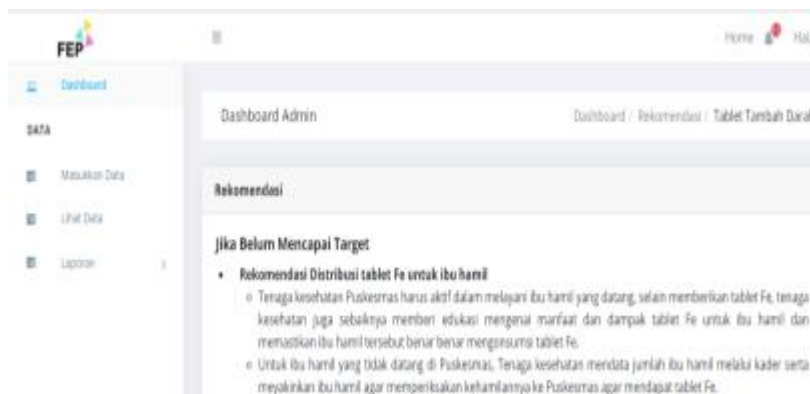 FEP
Home Hal
Dashboard
Dashboard Admin
Dashboard / Rekomendasi / Tablet Tambah Darah
DATA
Masukkan Data
Lihat Data
Laporan
Rekomendasi
Jika Belum Mencapai Target
• Rekomendasi Distribusi tablet Fe untuk ibu hamil
o Tenaga kesehatan Puskesmas harus aktif dalam melayani ibu hamil yang datang, selain memberikan tablet Fe, tenaga
kesehatan juga sebaiknya memberi edukasi mengenai manfaat dan dampak tablet Fe untuk ibu hamil dan
memastikan ibu hamil tersebut benar benar mengonsumsi tablet Fe.
o Untuk ibu hamil yang tidak datang di Puskesmas, Tenaga kesehatan mendata jumlah ibu hamil melalui kader serta
meyakinkan ibu hamil agar memperiksakan kehamilannya ke Puskesmas agar mendapat tablet Fe.